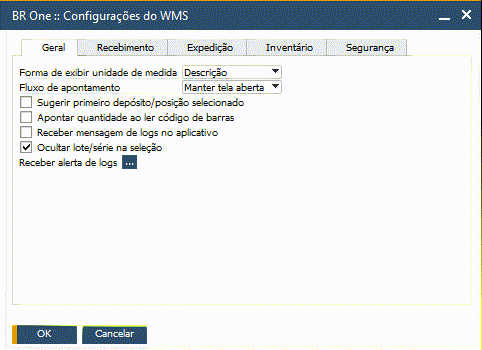 BR One :: Configurações do WMS
Geral Recebimento Expedição Inventário Segurança
Forma de exibir unidade de medida Descrição
Fluxo de apontamento Manter tela aberta
Sugerir primeiro depósito/posição selecionado
Apontar quantidade ao ler código de barras
Receber mensagem de logs no aplicativo
Ocultar lote/série na seleção
Receber alerta de logs ...
OK Cancelar